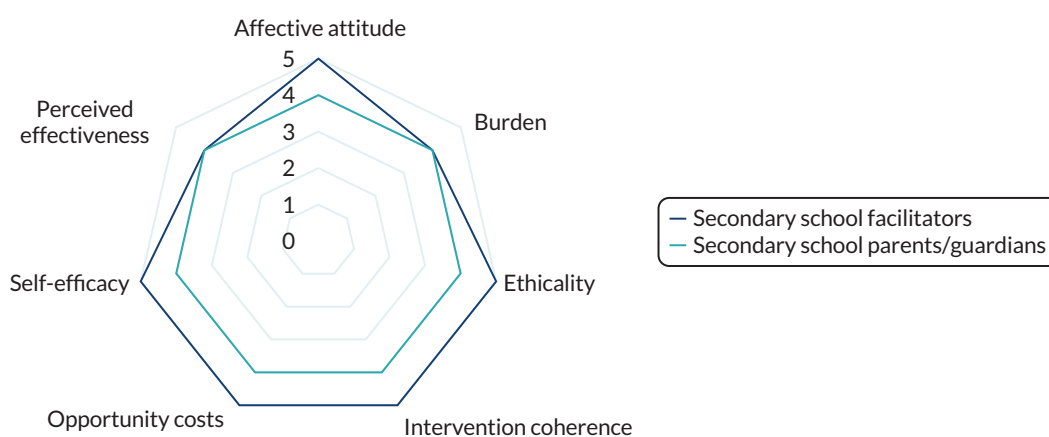 Affective attitude
5
4
3
2
1
0
Perceived
effectiveness
Burden
Self-efficacy
Ethicality
Opportunity costs
Intervention coherence
Secondary school facilitators
Secondary school parents/guardians